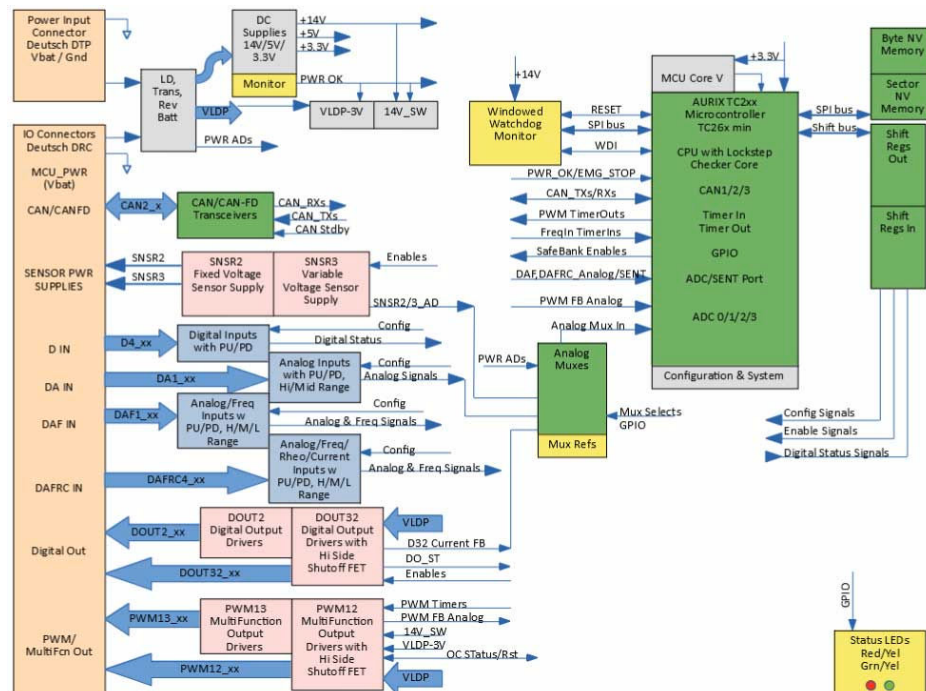 Power Input
Connector
Deutsch DTP
Vbat / Gnd
DC
Supplies
14V/5V/
3.3V
Monitor
+14V
+5V
+3.3V
PWR OK
LD,
Trans,
Rev
Batt
VLDP
VLDP-3V
14V_SW
PWR ADs
IO Connectors
Deutsch DRC
MCU_PWR
(Vbat)
CAN/CANFD
CAN2_x
CAN/CAN-FD
Transceivers
CAN_RXs
CAN_TXs
CAN Stdby
SENSOR PWR
SUPPLIES
SNSR2
SNSR3
SNSR2
Fixed Voltage
Sensor Supply
SNSR3
Variable
Voltage Sensor
Supply
Enables
SNSR2/3_AD
D IN
D4_xx
Digital Inputs
with PU/PD
Config
Digital Status
DA IN
DA1_xx
Analog Inputs
with PU/PD,
Hi/Mid Range
Config
Analog Signals
DAF IN
DAF1_xx
Analog/Freq
Inputs w
PU/PD, H/M/L
Range
Config
Analog & Freq Signals
DAFRC IN
DAFRC4_xx
Analog/Freq/
Rheo/Current
Inputs w
PU/PD, H/M/L
Range
Config
Analog & Freq Signals
Digital Out
DOUT2_xx
DOUT32_xx
DOUT2
Digital Output
Drivers
DOUT32
Digital Output
Drivers with
Hi Side
Shutoff FET
VLDP
D32 Current FB
DO_ST
Enables
PWM/
MultiFcn Out
PWM13_xx
PWM12_xx
PWM13
MultiFunction
Output
Drivers
PWM12
MultiFunction
Output
Drivers with
Hi Side
Shutoff FET
PWM Timers
PWM FB Analog
14V_SW
VLDP-3V
OC STatus/Rst
VLDP
+14V
Windowed
Watchdog
Monitor
RESET
SPI bus
WDI
PWR_OK/EMG_STOP
CAN_TXs/RXs
PWM TimerOuts
FreqIn TimerIns
SafeBank Enables
DAF,DAFRC_Analog/SENT
PWM FB Analog
Analog Mux In
PWR ADs
Analog
Muxes
Mux Refs
Mux Selects
GPIO
+3.3V
MCU Core V
AURIX TC2xx
Microcontroller
TC26x min
CPU with Lockstep
Checker Core
CAN1/2/3
Timer In
Timer Out
GPIO
ADC/SENT Port
ADC 0/1/2/3
Configuration & System
SPI bus
Shift bus
Byte NV
Memory
Sector
NV
Memory
Shift
Regs
Out
Shift
Regs In
Config Signals
Enable Signals
Digital Status Signals
GPIO
Status LEDs
Red/Yel
Grn/Yel